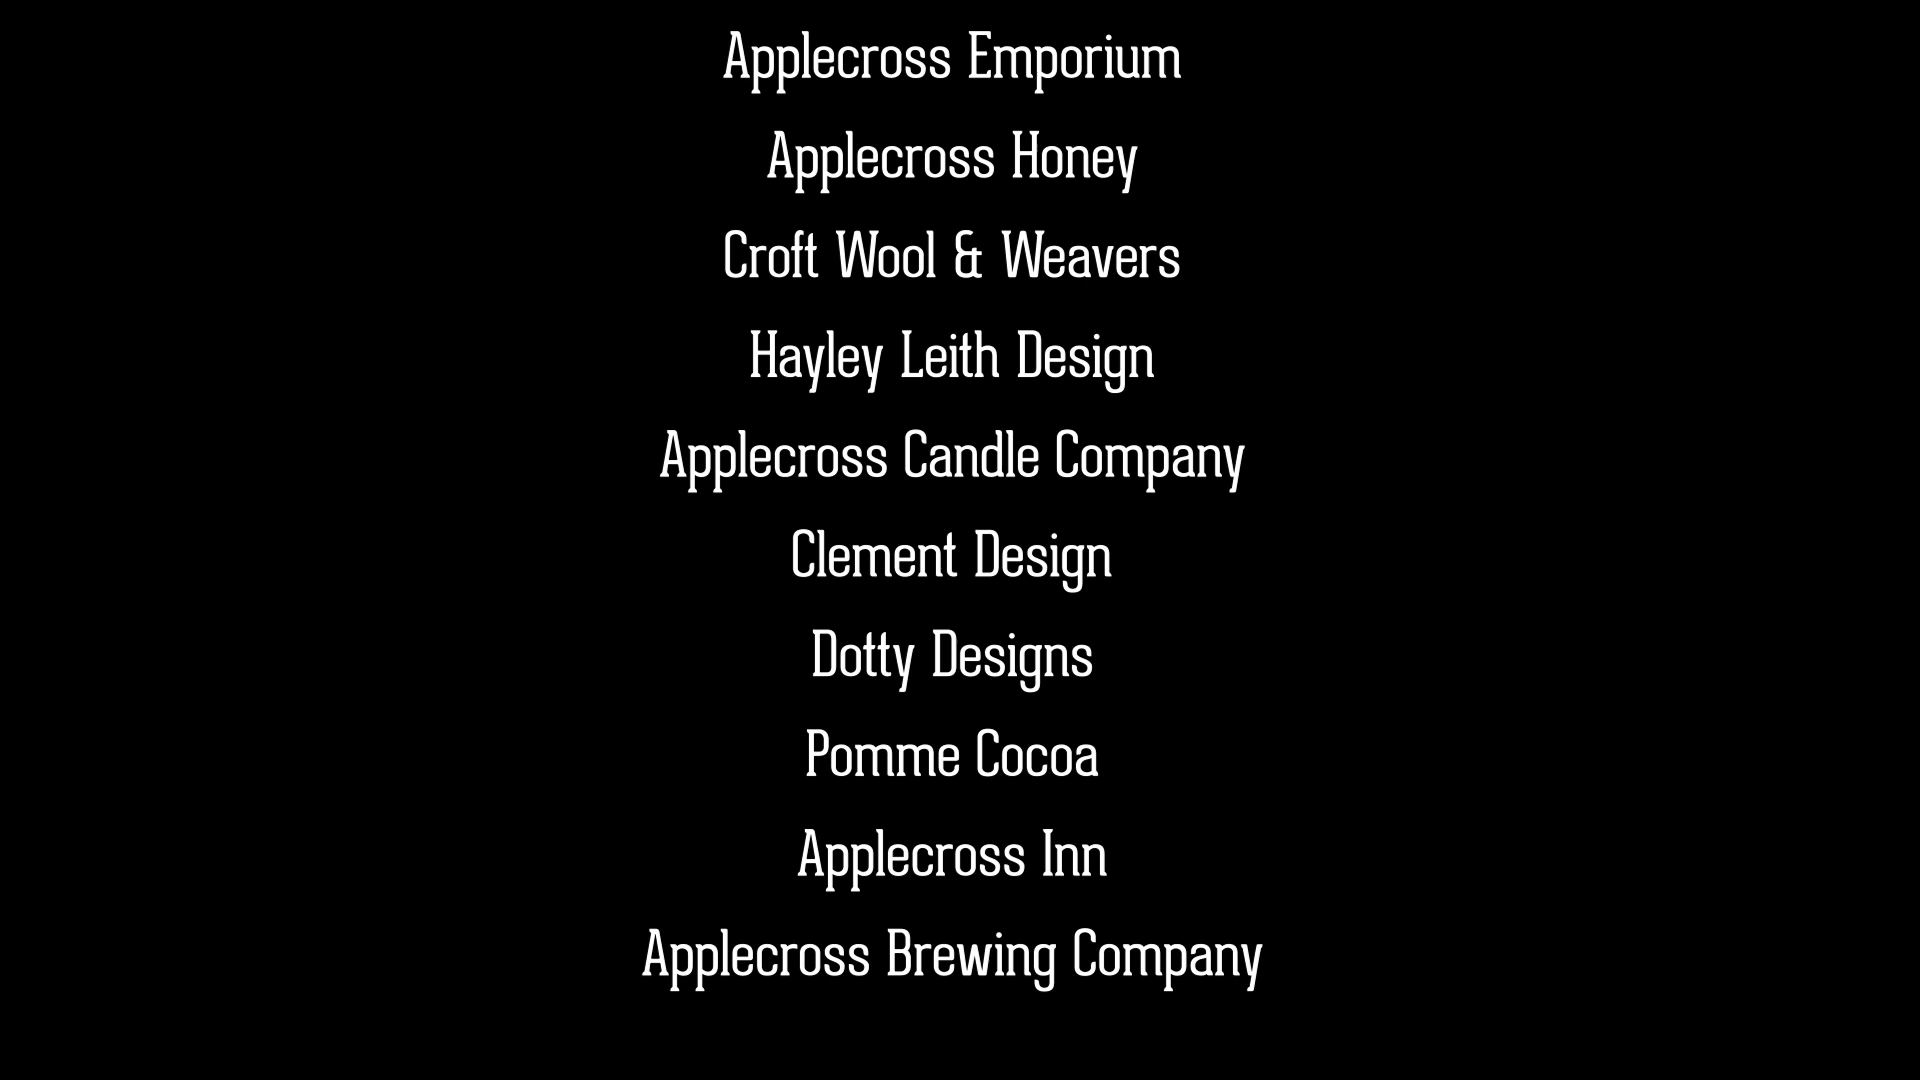 Applecross Emporium
Applecross Honey
Croft Wool & Weavers
Hayley Leith Design
Applecross Candle Company
Clement Design
Dotty Designs
Pomme Cocoa
Applecross Inn
Applecross Brewing Company